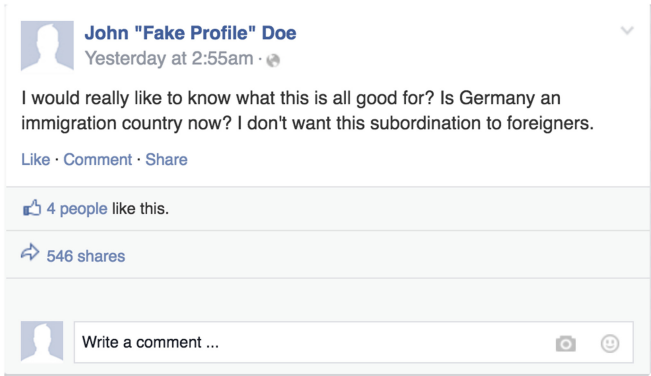 John "Fake Profile" Doe
Yesterday at 2:55am ·
I would really like to know what this is all good for? Is Germany an
immigration country now? I don't want this subordination to foreigners.
Like · Comment · Share
4 people like this.
546 shares
Write a comment ...